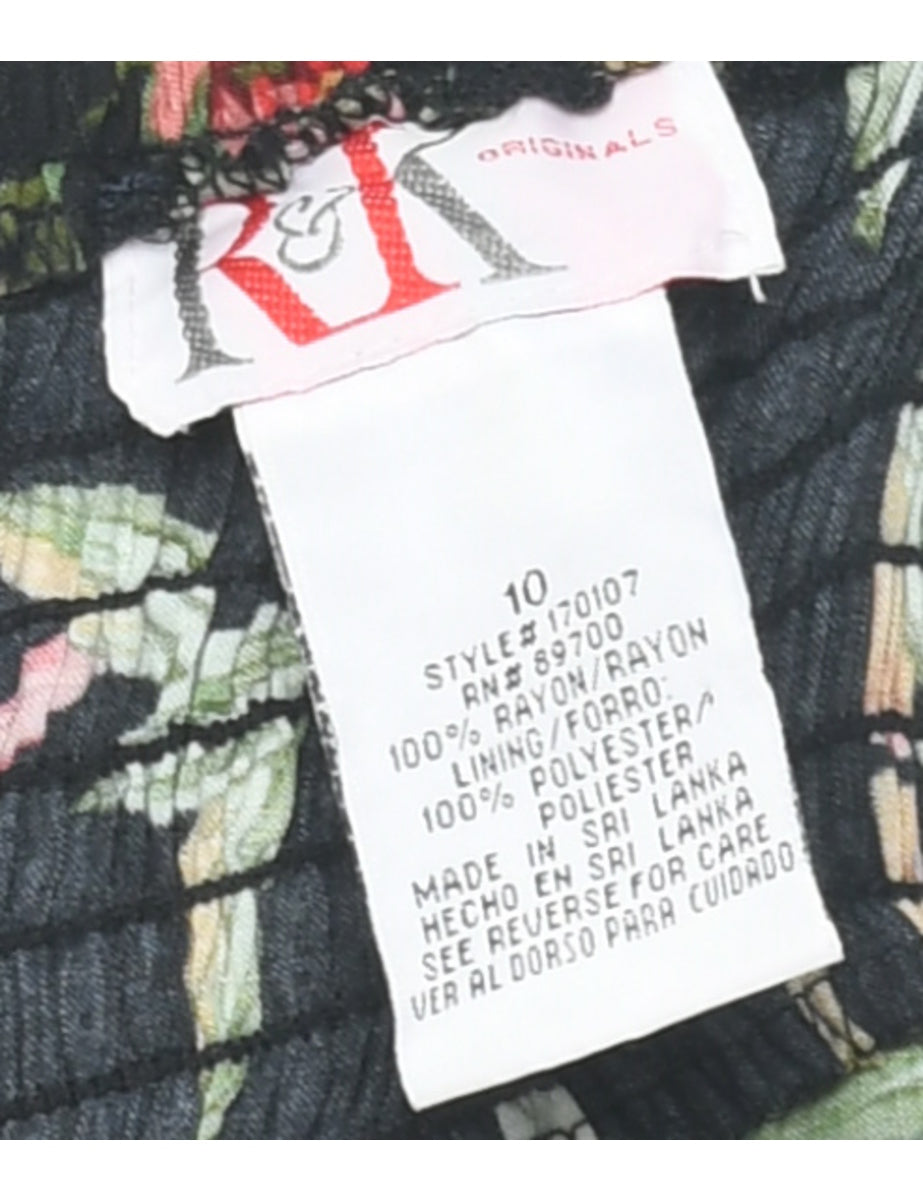 R&K ORIGINALS
10
STYLE# 170107
RN# 89700
100% RAYON/RAYON
LINING/FORRO:
100% POLYESTER/
POLIESTER
MADE IN SRI LANKA
HECHO EN SRI LANKA
SEE REVERSE FOR CARE
VER AL DORSO PARA CUIDADO